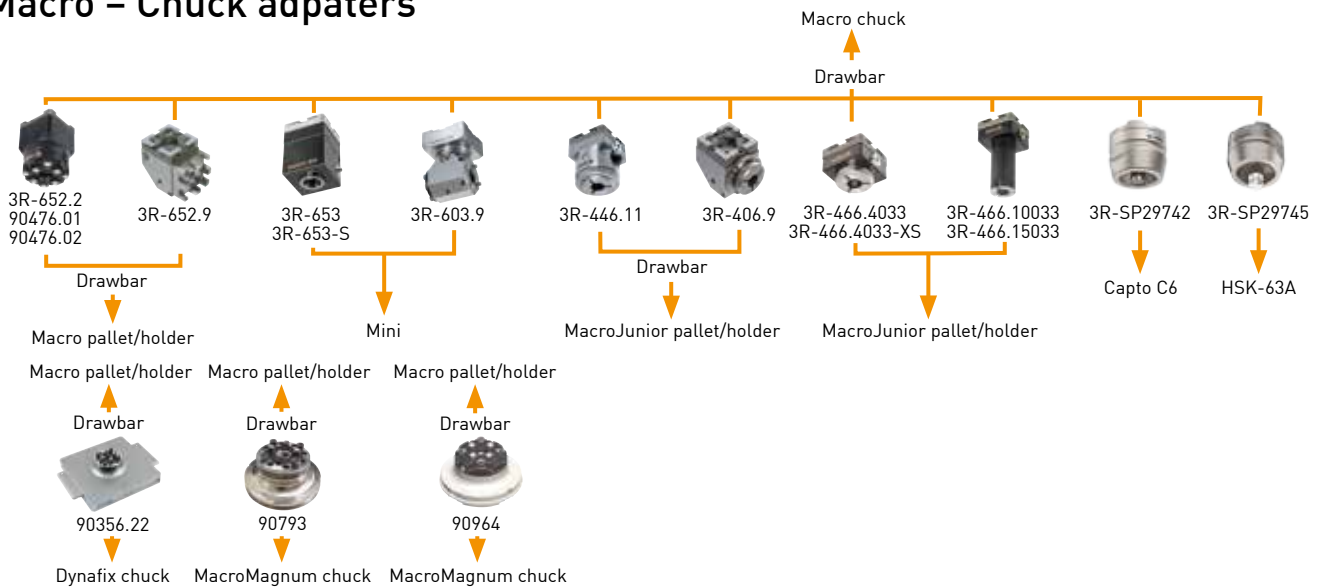 Macro – Chuck adpaters
Macro chuck
Drawbar
3R-652.2
90476.01
90476.02
3R-652.9
3R-653
3R-653-S
3R-603.9
3R-446.11
3R-406.9
3R-466.4033
3R-466.4033-XS
3R-466.10033
3R-466.15033
3R-SP29742
3R-SP29745
Drawbar
Drawbar
Capto C6
HSK-63A
Macro pallet/holder
Mini
MacroJunior pallet/holder
MacroJunior pallet/holder
Macro pallet/holder
Macro pallet/holder
Macro pallet/holder
Drawbar
Drawbar
Drawbar
90356.22
90793
90964
Dynafix chuck
MacroMagnum chuck
MacroMagnum chuck